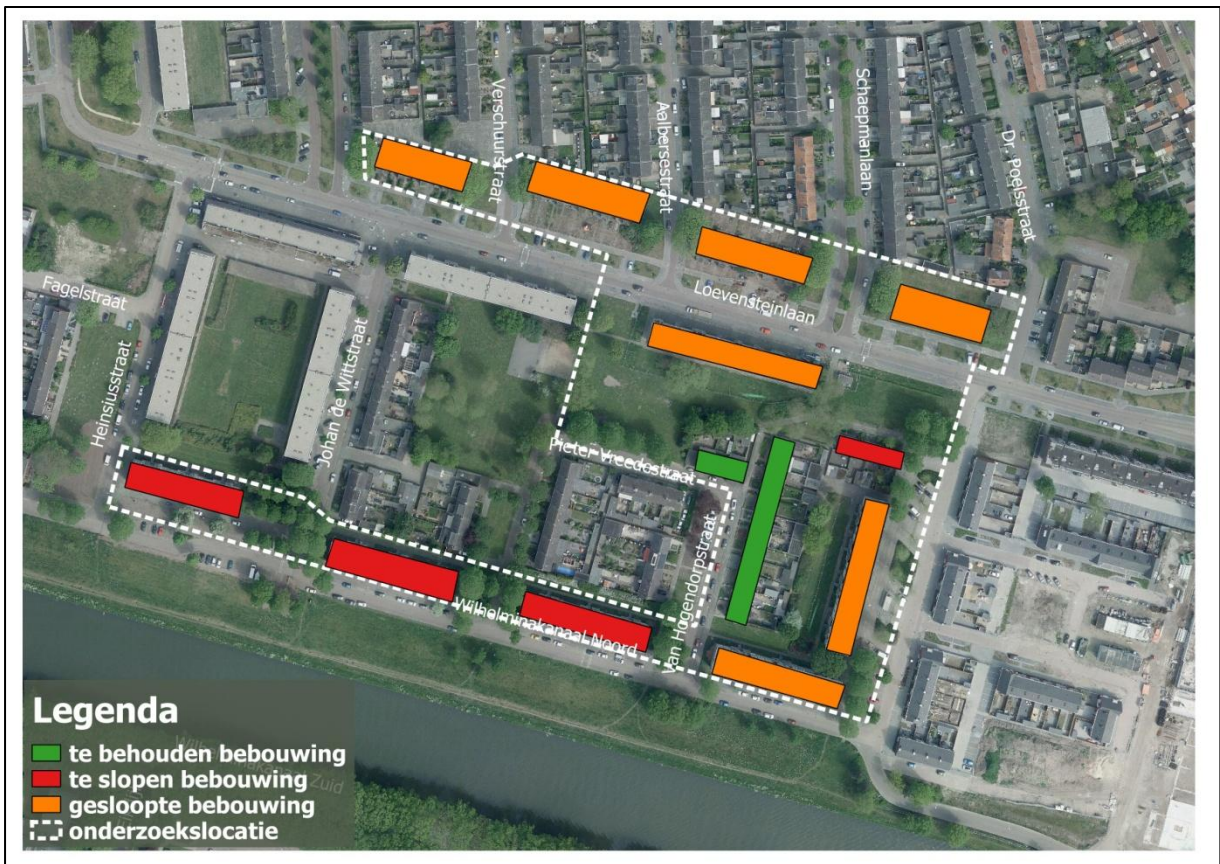 Verschuurstraat
Aalbersestraat
Schaepmanlaan
Dr. Poelsstraat
Loevensteinlaan
Fagelstraat
Heinsiusstraat
Johan de Wittstraat
Pieter Vreedestraat
Van Hogendorpstraat
Wilhelminakanaal Noord
Legenda
te behouden bebouwing
te slopen bebouwing
gesloopte bebouwing
onderzoekslocatie